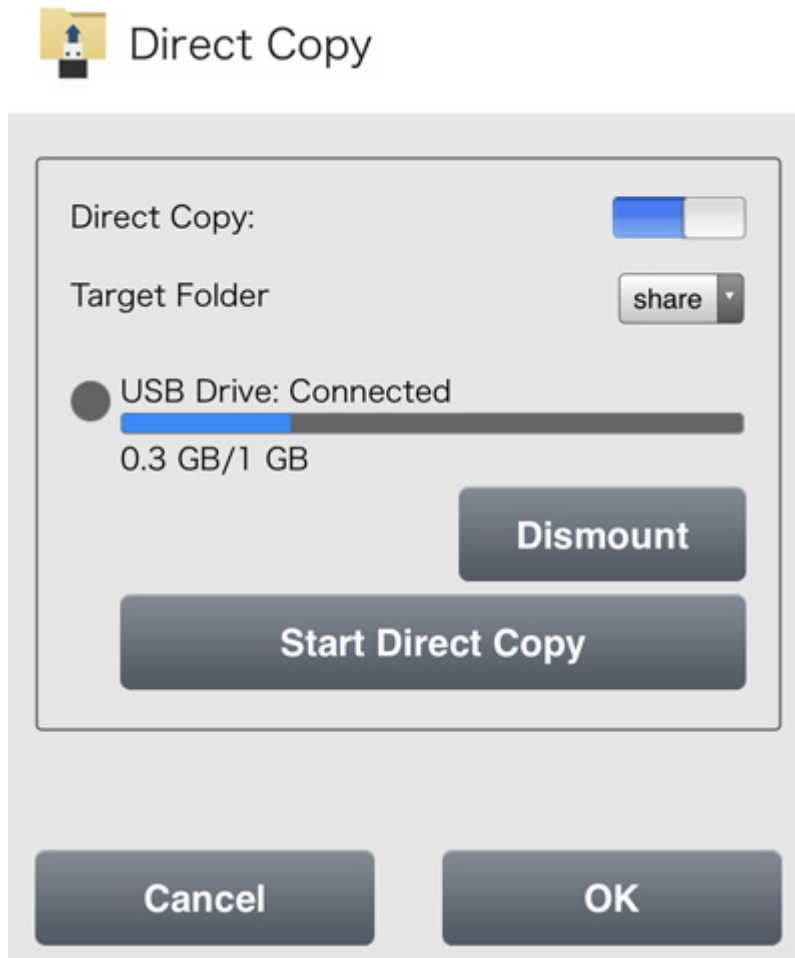 Direct Copy
Direct Copy:
Target Folder
share
USB Drive: Connected
0.3 GB/1 GB
Dismount
Start Direct Copy
Cancel
OK